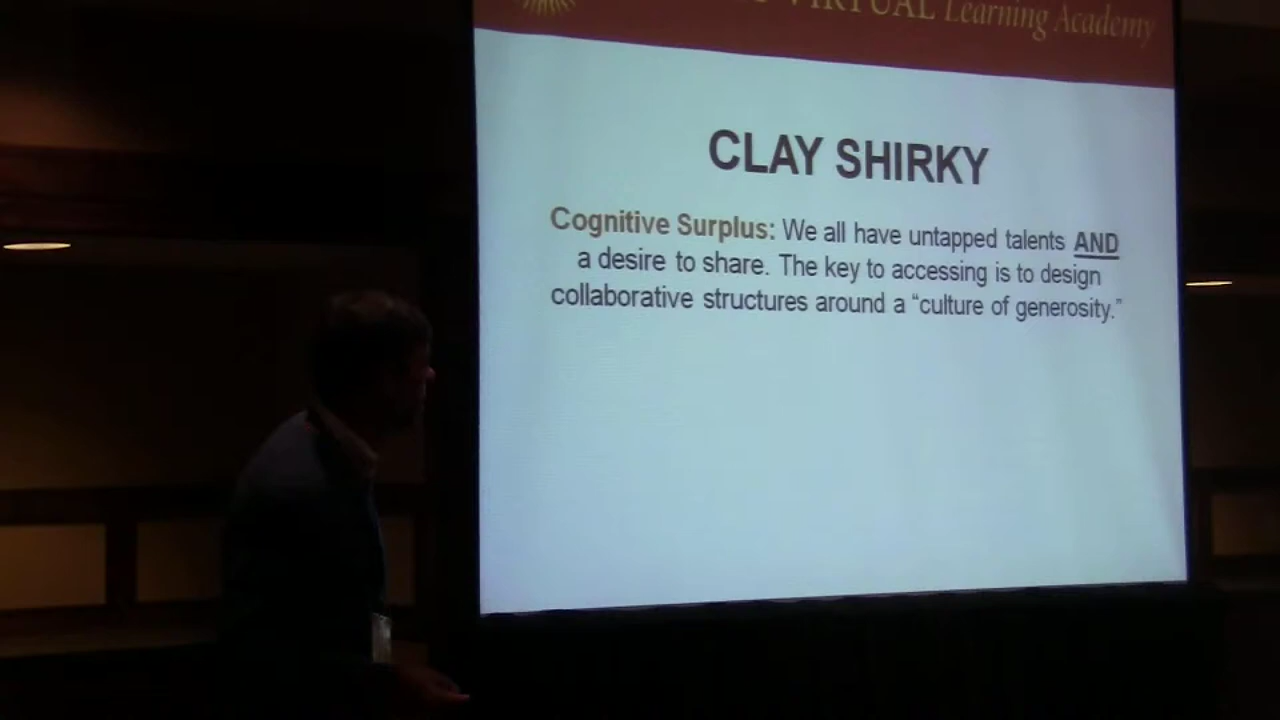 VIRTUAL Learning Academy
CLAY SHIRKY
Cognitive Surplus: We all have untapped talents AND
a desire to share. The key to accessing is to design
collaborative structures around a “culture of generosity.”